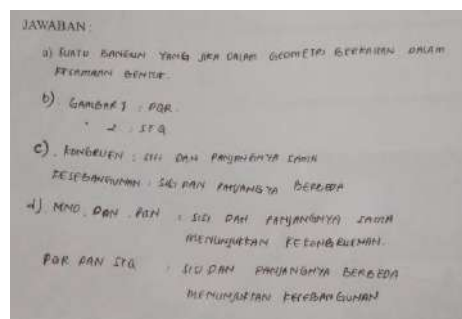 JAWABAN:
a) SUATU BANGUN YANG JIKA DALAM GEOMETRI BERKAITAN DALAM
KESAMAAN BENTUK.
b) GAMBAR 1 : PQR.
" 2 : STQ
c). KONGRUEN : SISI DAN PANJANGNYA SAMA
KESEBANGUNAN : SISI DAN PANJANGYA BERBEDA
d). MNO, DAN PQN : SISI DAN PANJANGNYA SAMA
MENUNJUKKAN KEKONGRUENAN.
PQR DAN STQ : SISI DAN PANJANGNYA BERBEDA
MENUNJUKKAN KESEBANGUNAN